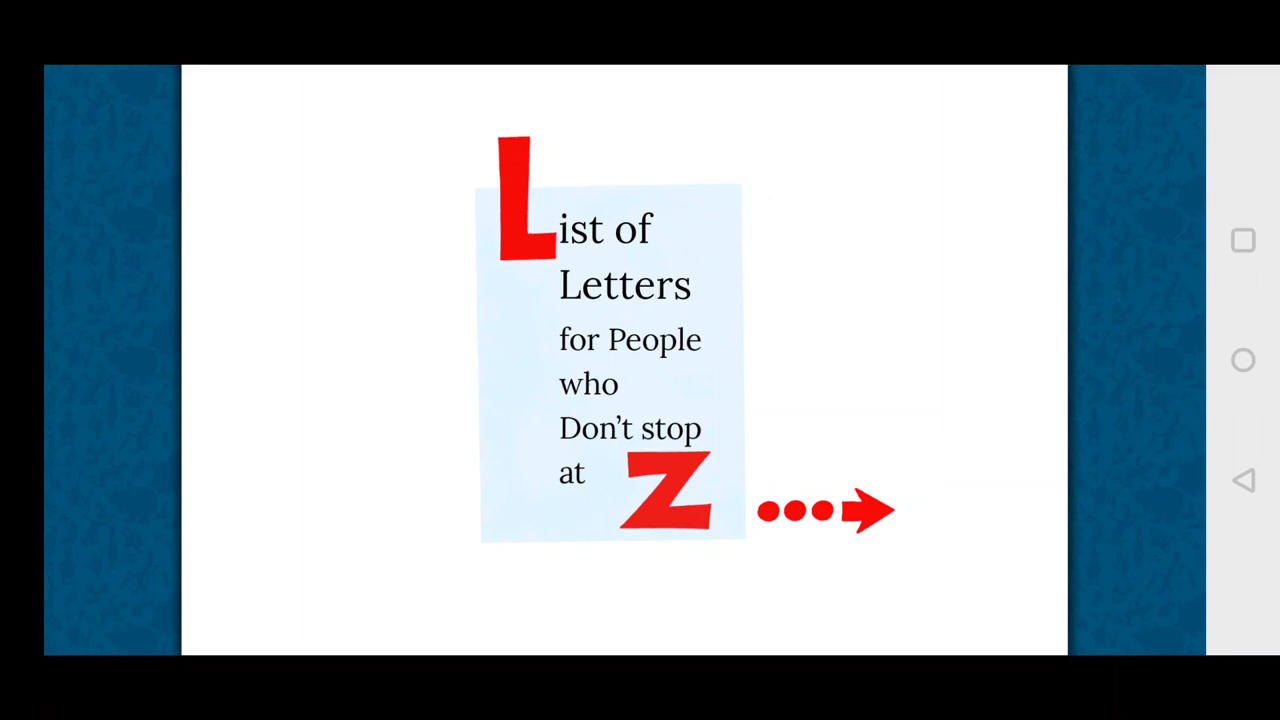 List of
Letters
for People
who
Don't stop
at Z